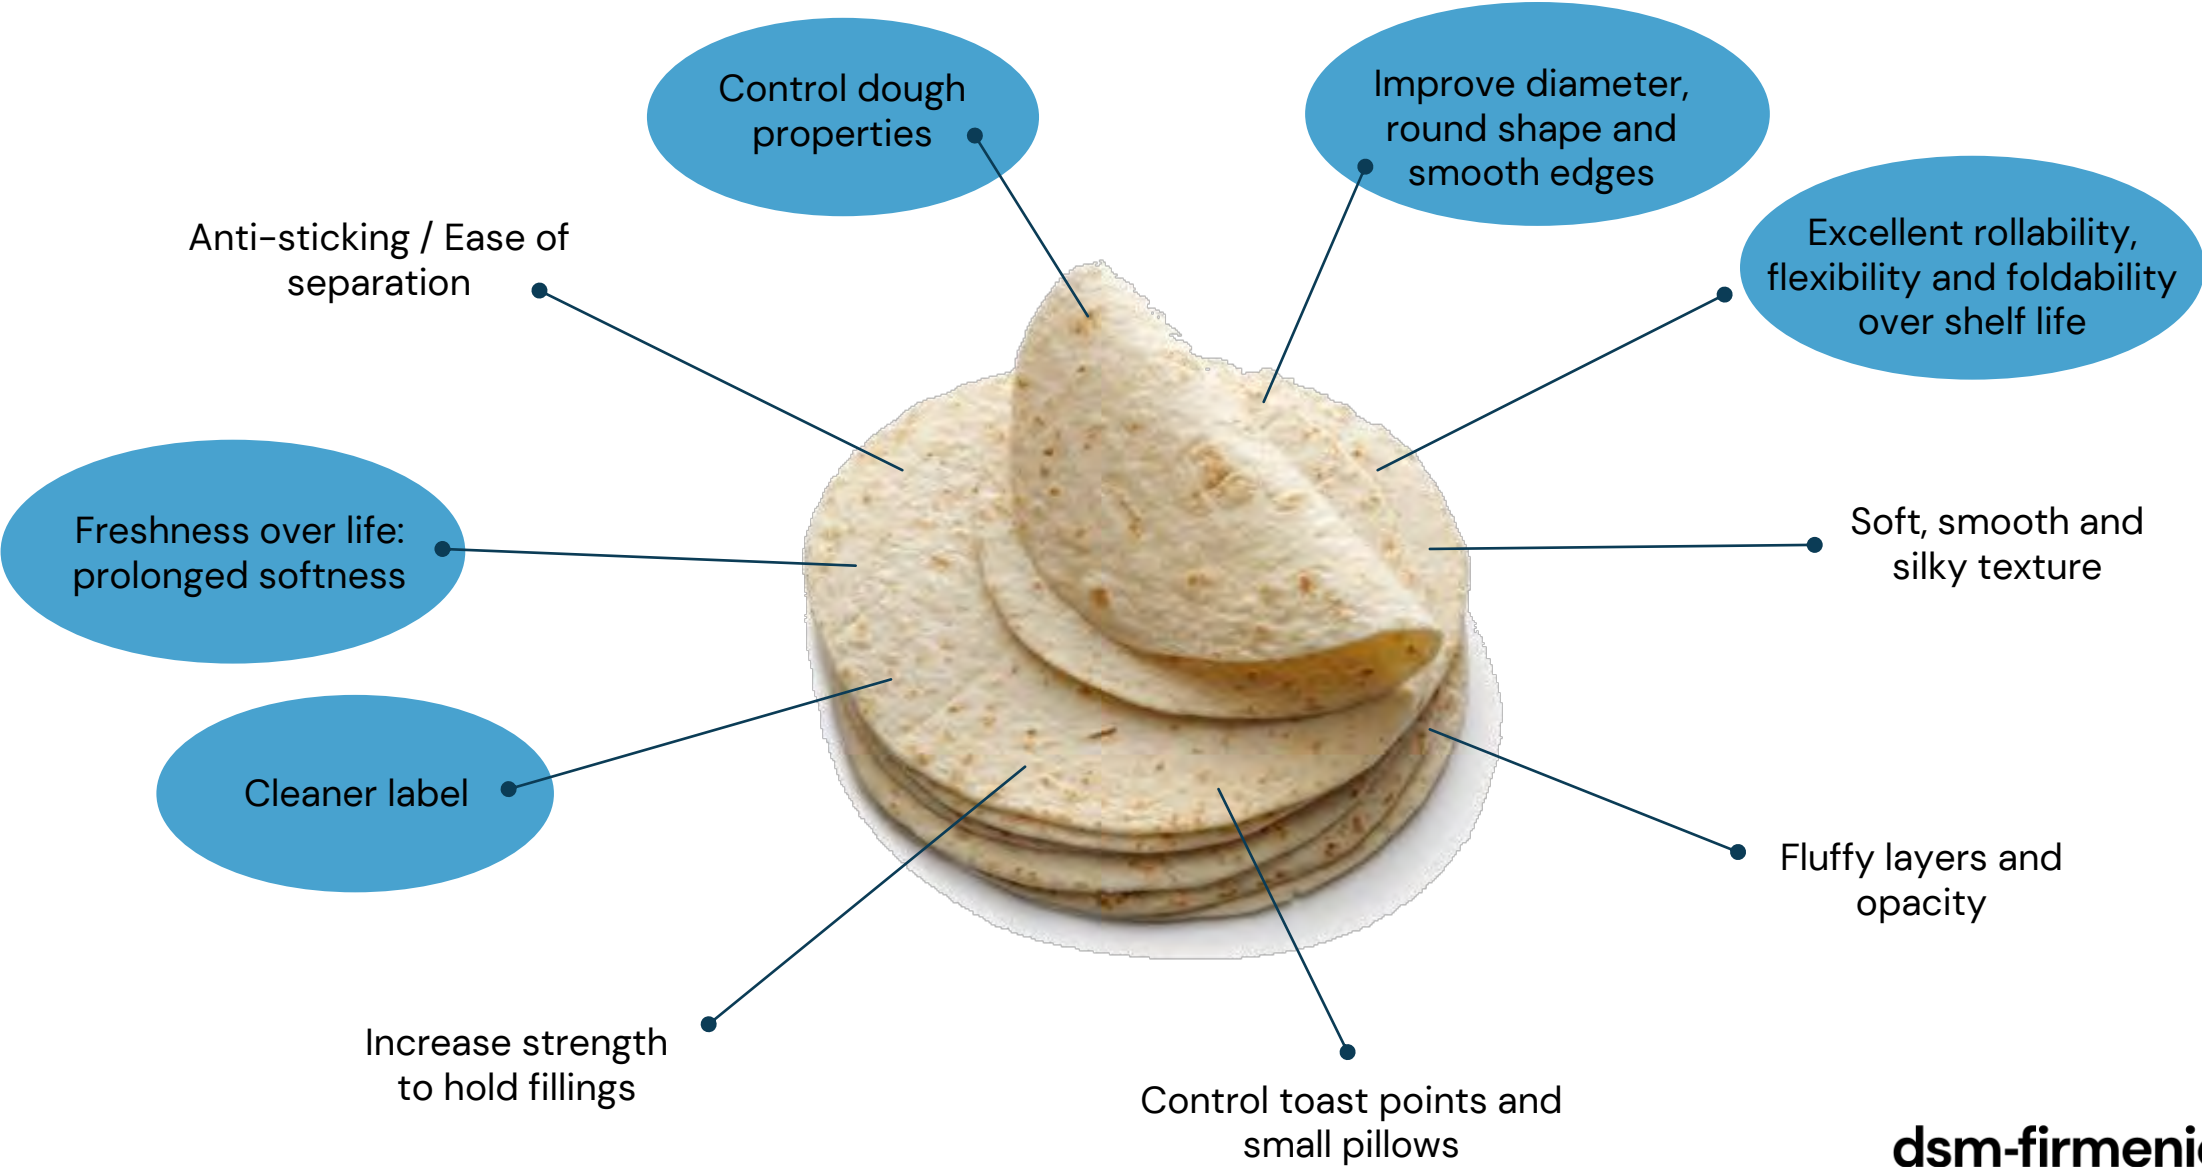 Control dough
properties
Improve diameter,
round shape and
smooth edges
Anti-sticking / Ease of
separation
Excellent rollability,
flexibility and foldability
over shelf life
Freshness over life:
prolonged softness
Soft, smooth and
silky texture
Cleaner label
Fluffy layers and
opacity
Increase strength
to hold fillings
Control toast points and
small pillows
dsm-firmenic